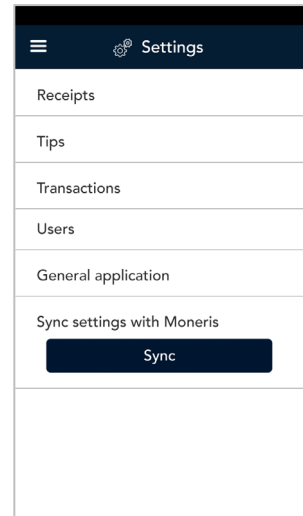 Settings
Receipts
Tips
Transactions
Users
General application
Sync settings with Moneris
Sync